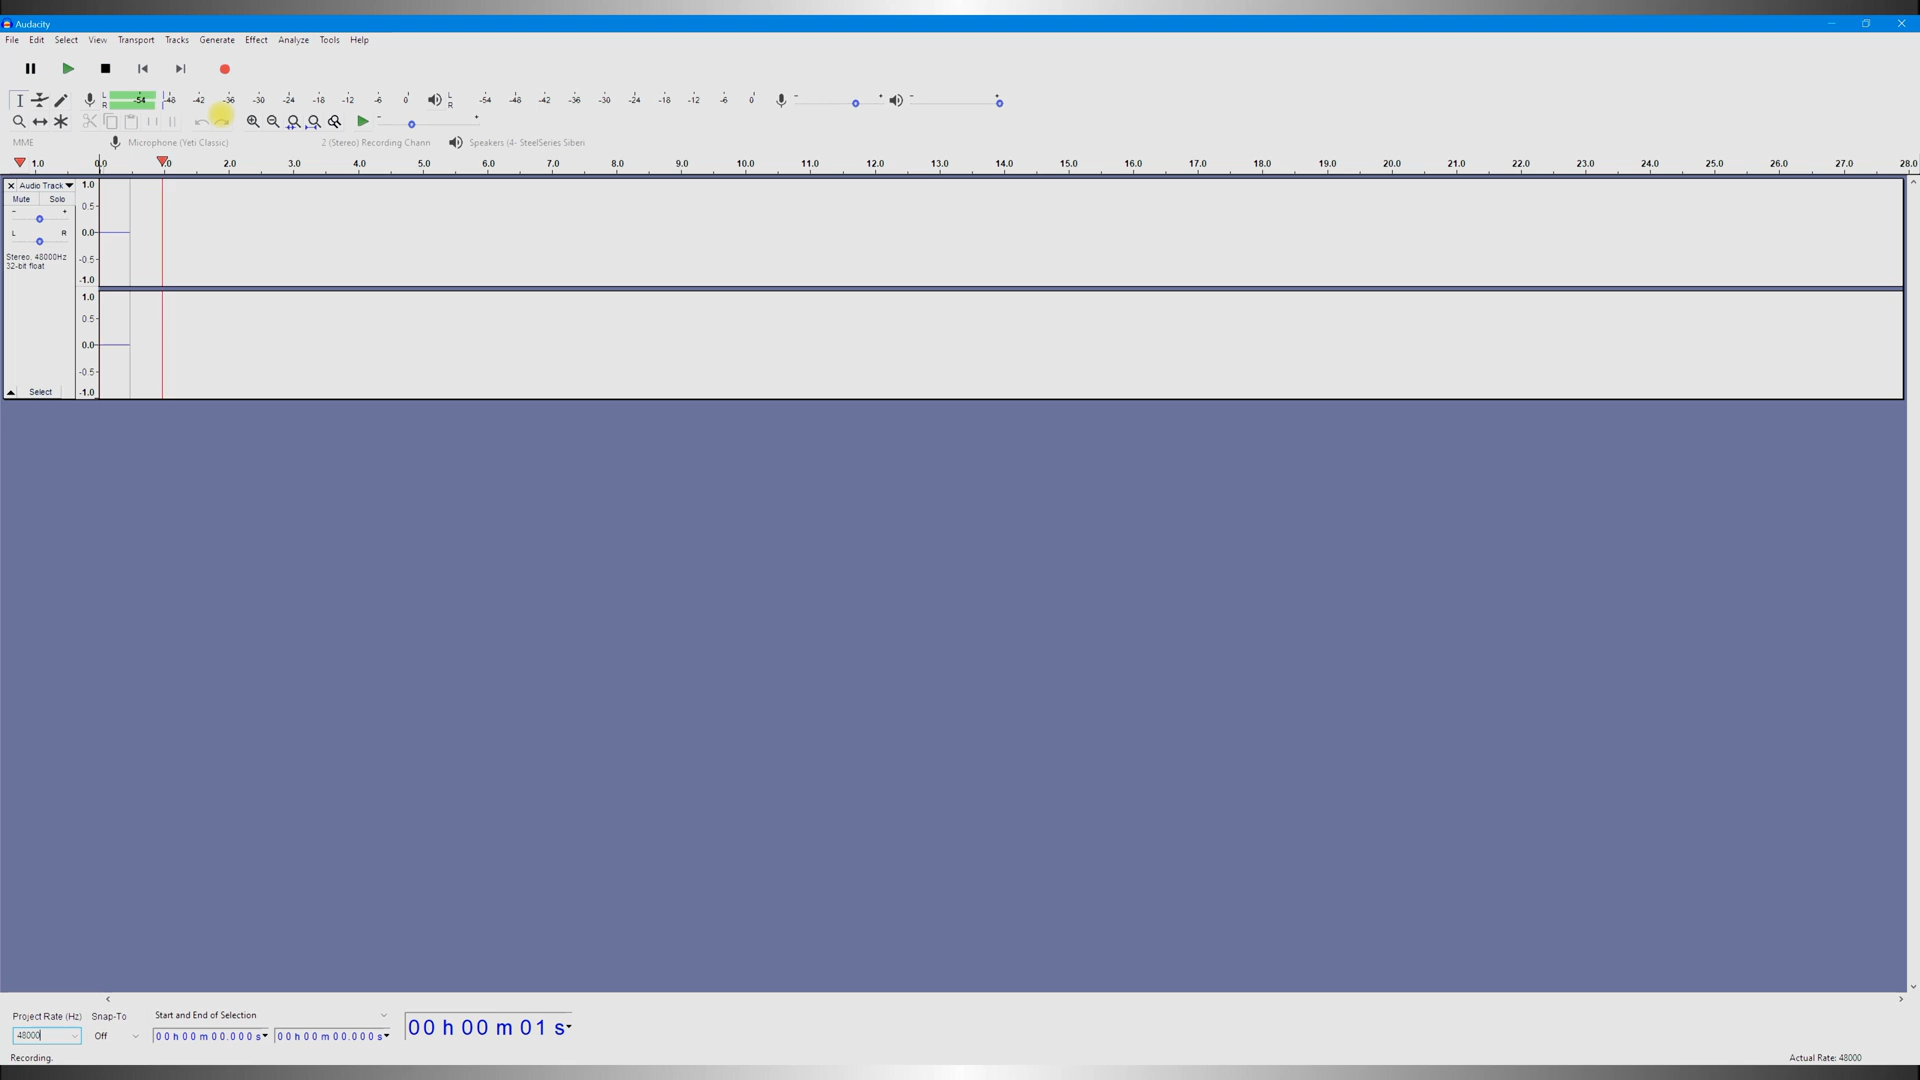 Audacity
File Edit Select View Transport Tracks Generate Effect Analyze Tools Help
L R -54 -48 -42 -36 -30 -24 -18 -12 -6 0 L R -54 -48 -42 -36 -30 -24 -18 -12 -6 0 - + - +
- +
MME Microphone (Yeti Classic) 2 (Stereo) Recording Chann Speakers (4- SteelSeries Siberi
1.0 0.0 1.0 2.0 3.0 4.0 5.0 6.0 7.0 8.0 9.0 10.0 11.0 12.0 13.0 14.0 15.0 16.0 17.0 18.0 19.0 20.0 21.0 22.0 23.0 24.0 25.0 26.0 27.0 28.0
Audio Track 1.0
Mute Solo
- + 0.5
L R 0.0
Stereo, 48000Hz -0.5
32-bit float
-1.0
1.0
0.5
0.0
-0.5
Select -1.0
Project Rate (Hz) Snap-To Start and End of Selection
48000 Off 00 h 00 m 00.000 s 00 h 00 m 00.000 s 00 h 00 m 01 s
Recording. Actual Rate: 48000